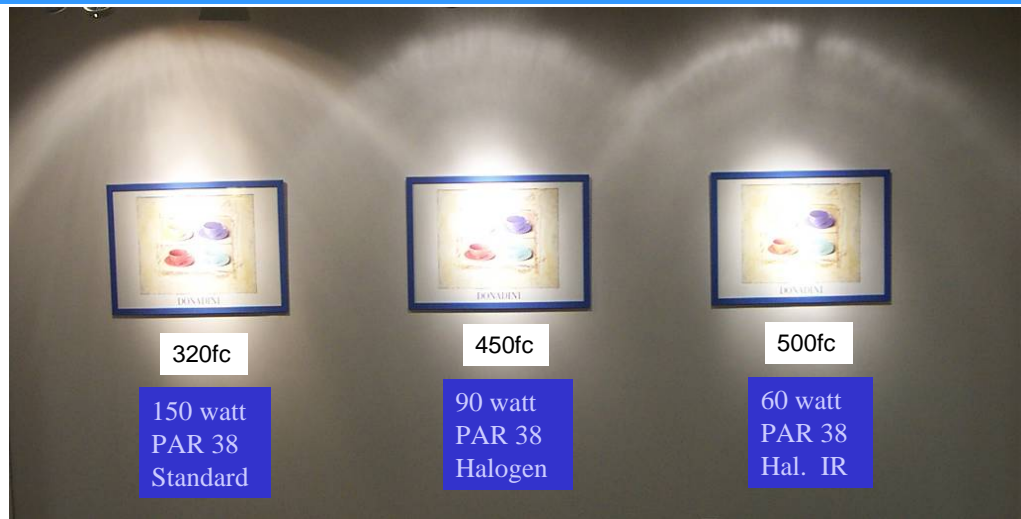 DONADINI
DONADINI
DONADINI
320fc
450fc
500fc
150 watt
PAR 38
Standard
90 watt
PAR 38
Halogen
60 watt
PAR 38
Hal. IR